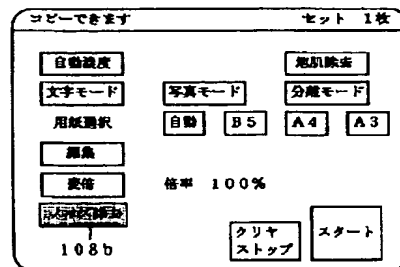 コピーできます セット 1枚
自動濃度 地肌除去
文字モード 写真モード 分離モード
用紙選択 自動 B5 A4 A3
編集
変倍 倍率 100%
クリヤ
ストップ スタート
108b